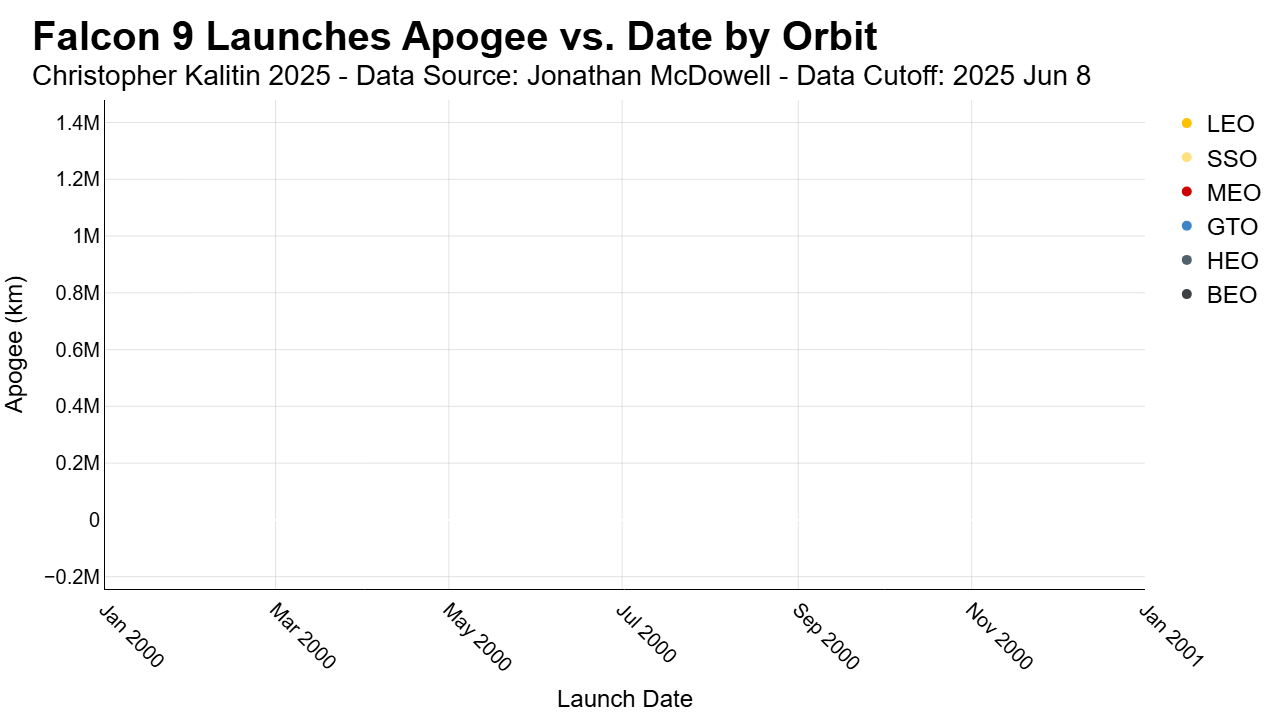 Falcon 9 Launches Apogee vs. Date by Orbit
Christopher Kalitin 2025 - Data Source: Jonathan McDowell - Data Cutoff: 2025 Jun 8
LEO
SSO
MEO
GTO
HEO
BEO
Apogee (km)
1.4M
1.2M
1M
0.8M
0.6M
0.4M
0.2M
0
−0.2M
Jan 2000
Mar 2000
May 2000
Jul 2000
Sep 2000
Nov 2000
Jan 2001
Launch Date